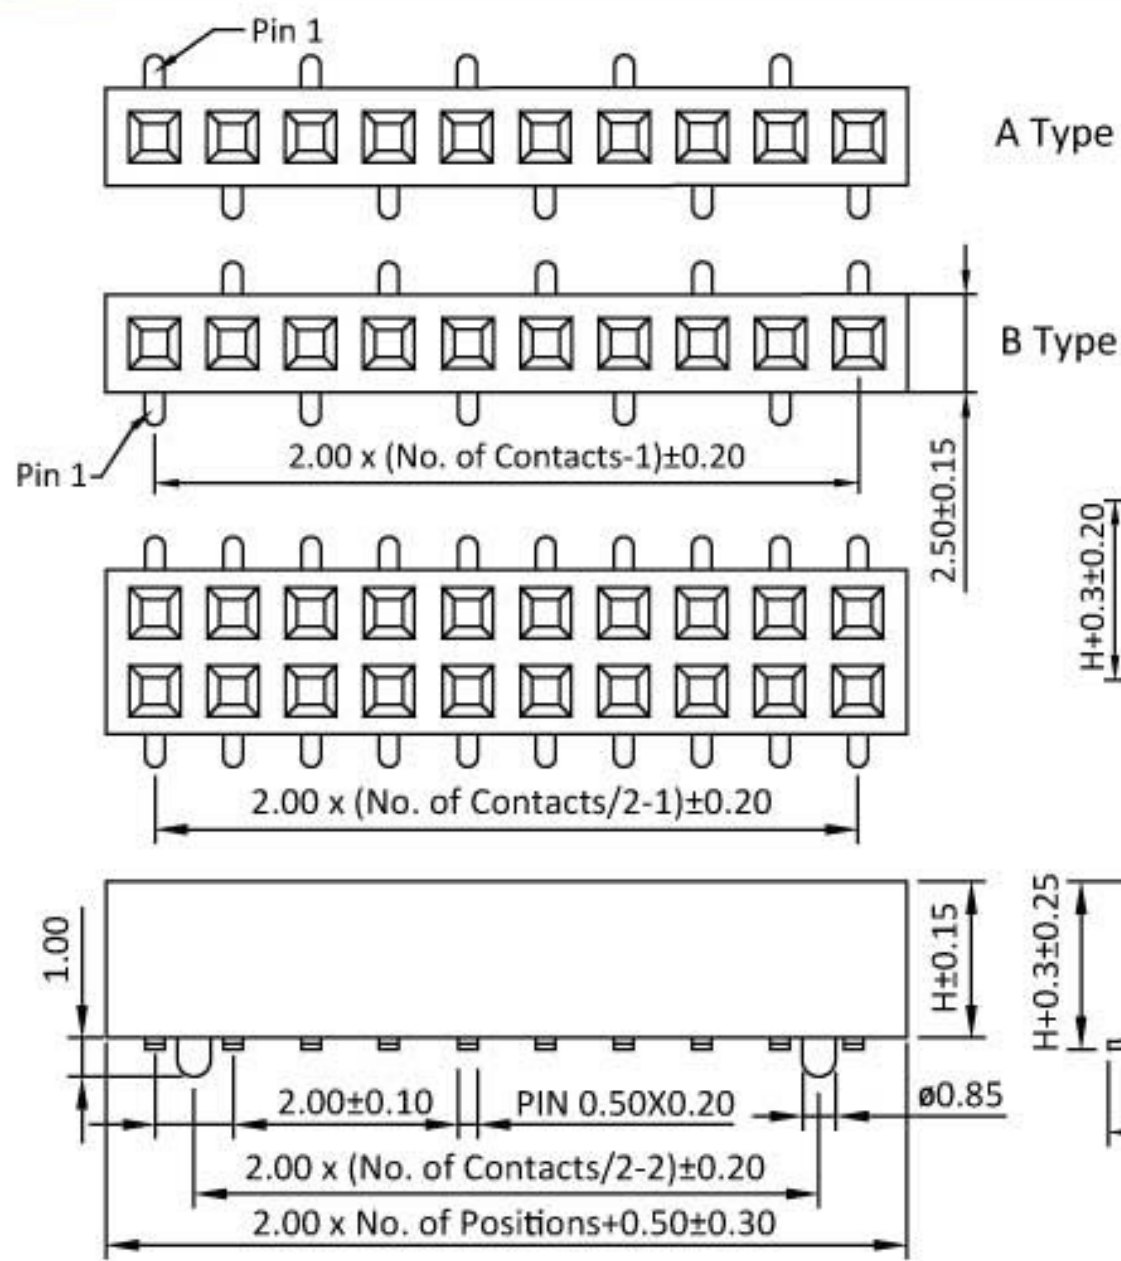 Pin 1
A Type
B Type
2.00 x (No. of Contacts-1)±0.20
Pin 1
2.50±0.15
H+0.3±0.20
2.00 x (No. of Contacts/2-1)±0.20
1.00
H±0.15
H+0.3±0.25
2.00±0.10
PIN 0.50X0.20
ø0.85
2.00 x (No. of Contacts/2-2)±0.20
2.00 x No. of Positions+0.50±0.30